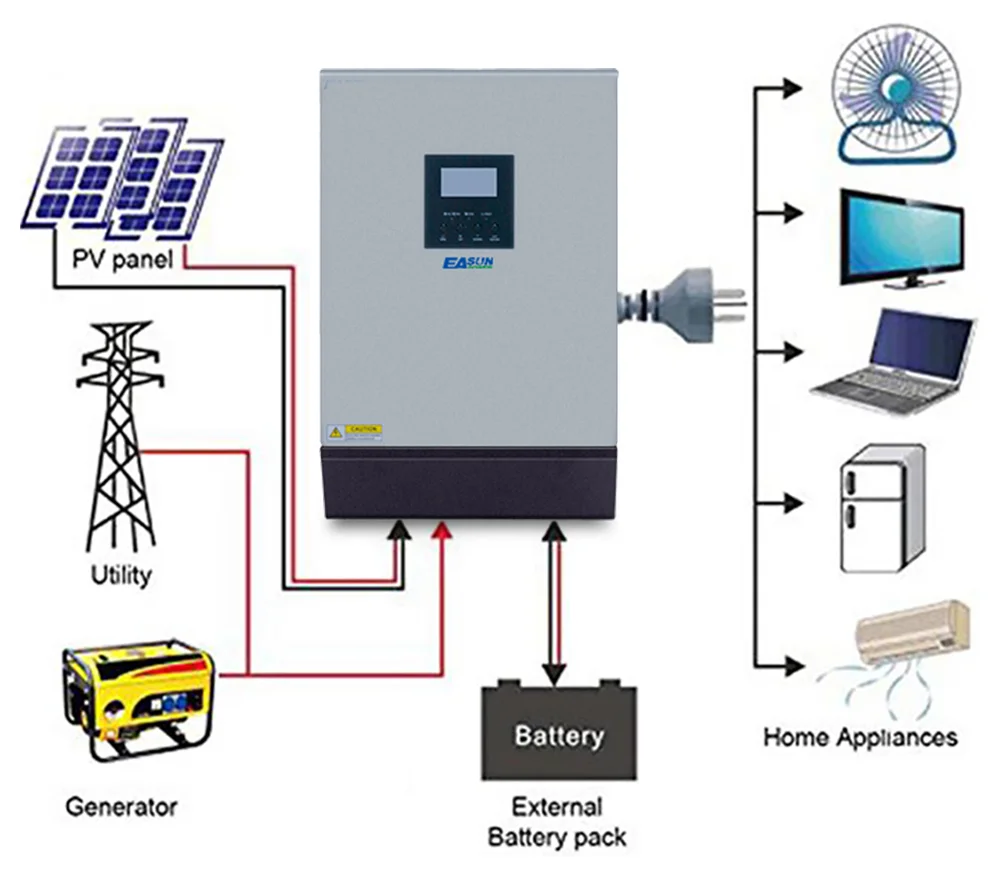 EASUN
CAUTION
PV panel
Utility
Generator
Battery
External
Battery pack
Home Appliances